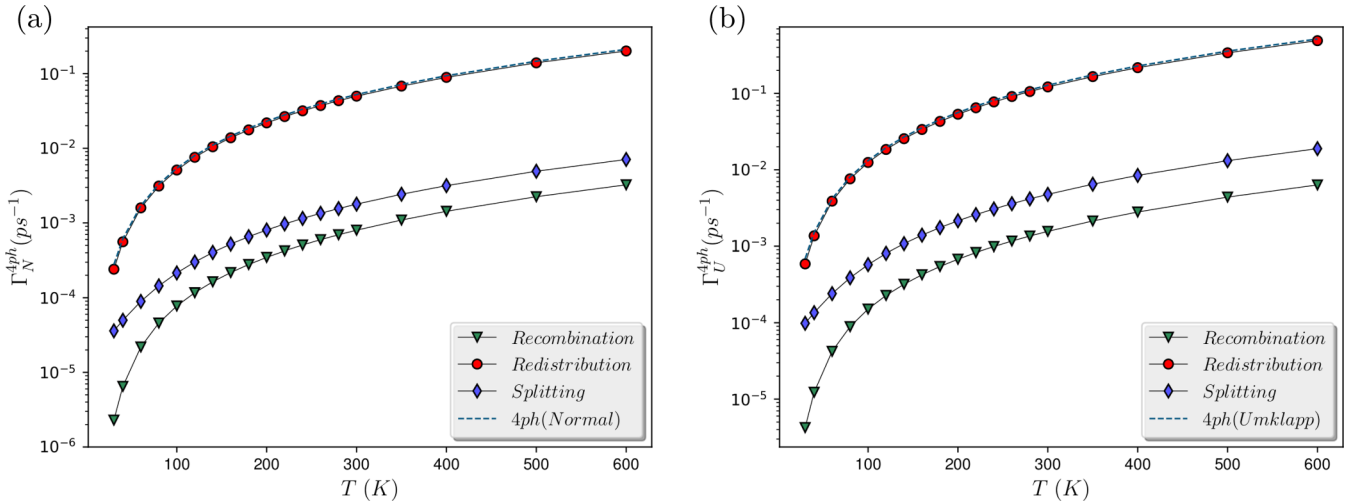 (a)
10^{-1}
10^{-2}
10^{-3}
10^{-4}
10^{-5}
10^{-6}
Γ_N^{4ph}(ps^{-1})
100 200 300 400 500 600
T (K)
Recombination
Redistribution
Splitting
4ph(Normal)
(b)
10^{-1}
10^{-2}
10^{-3}
10^{-4}
10^{-5}
Γ_U^{4ph}(ps^{-1})
100 200 300 400 500 600
T (K)
Recombination
Redistribution
Splitting
4ph(Umklapp)